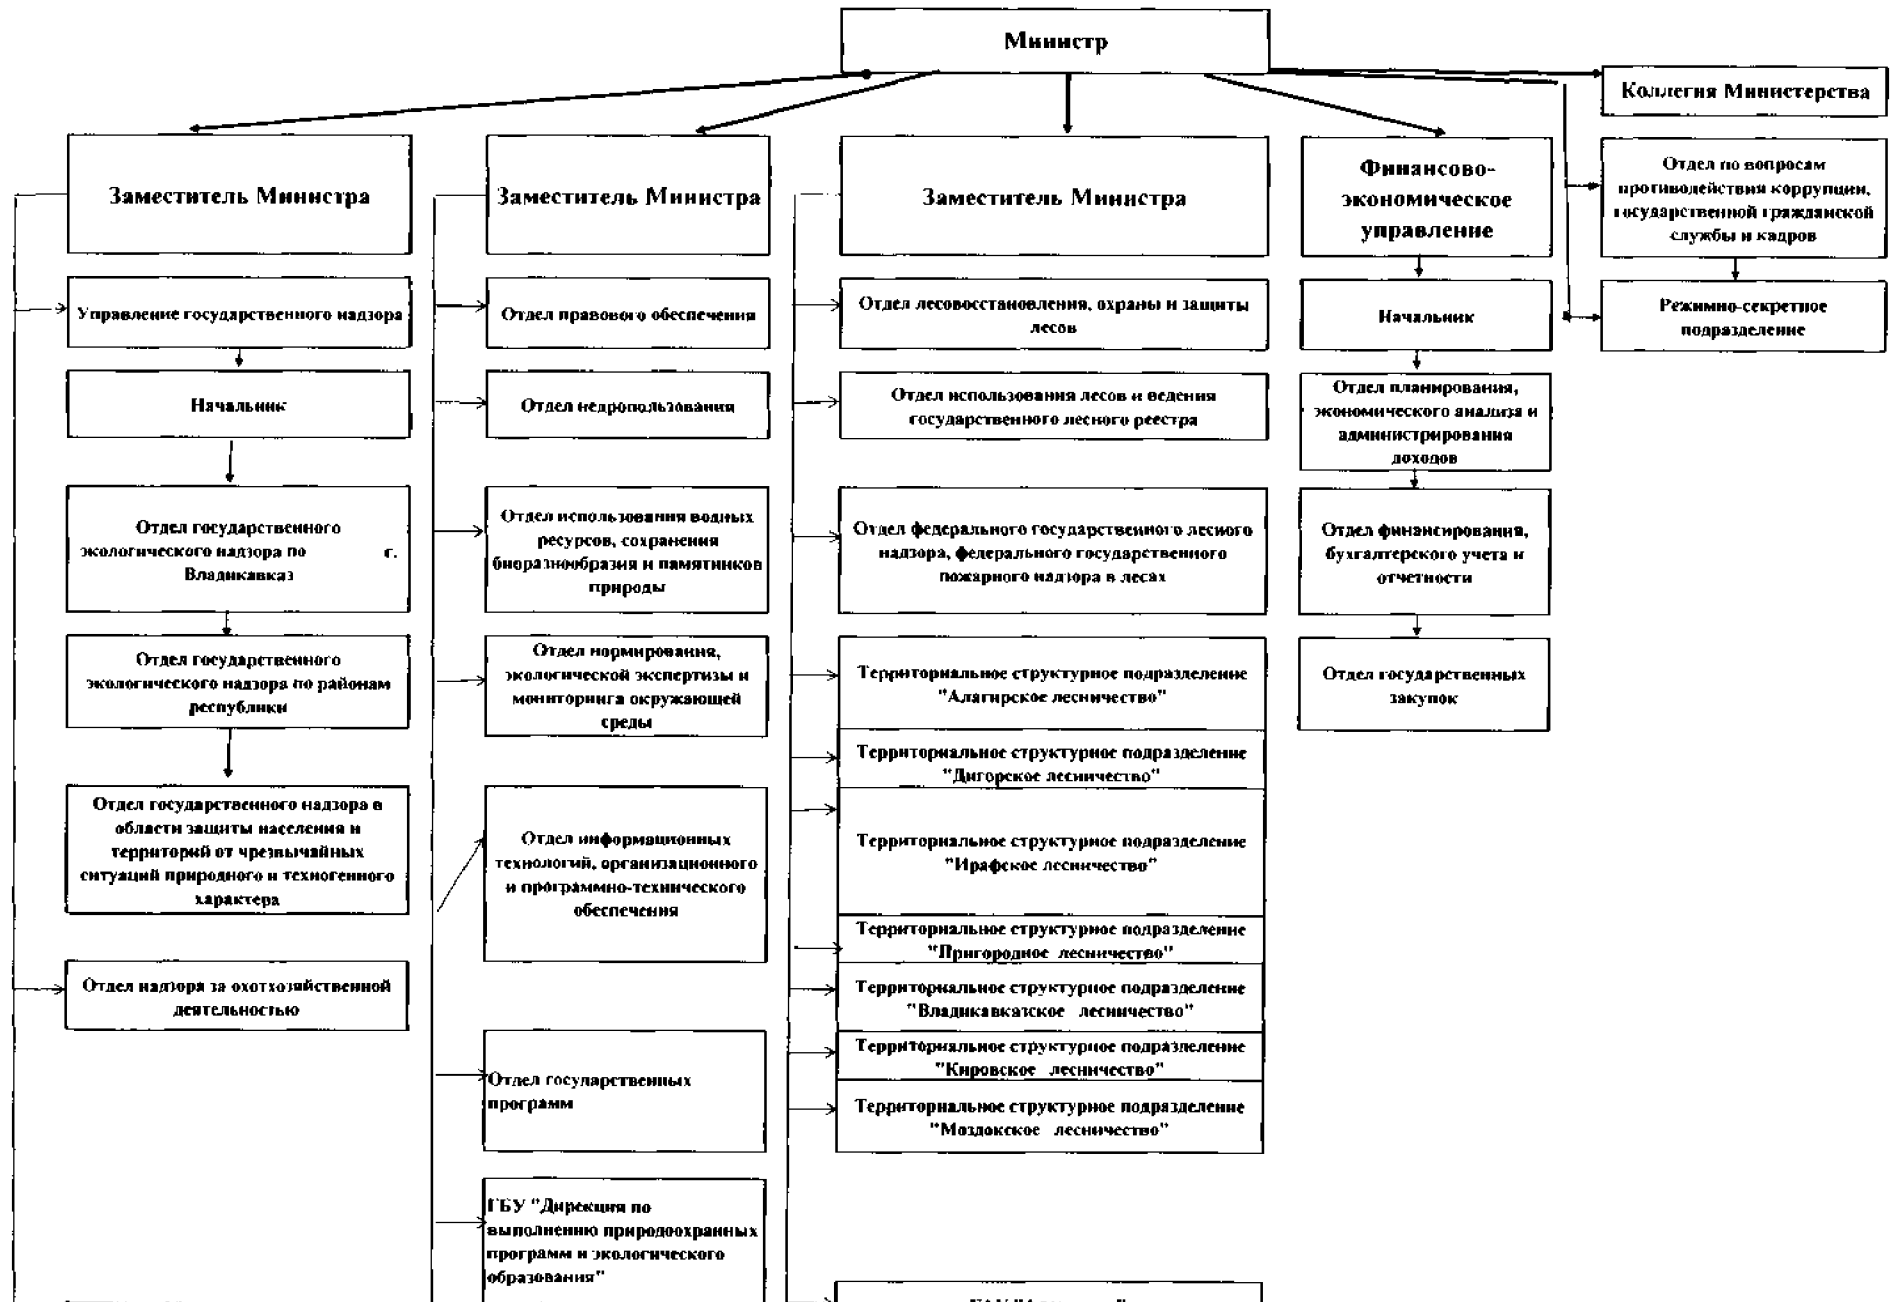 Министр
Коллегия Министерства
Заместитель Министра
Заместитель Министра
Заместитель Министра
Финансово-
экономическое
управление
Отдел по вопросам
противодействия коррупции,
государственной гражданской
службы и кадров
Управление государственного надзора
Отдел правового обеспечения
Отдел лесовосстановления, охраны и защиты
лесов
Начальник
Режимно-секретное
подразделение
Начальник
Отдел недропользования
Отдел использования лесов и ведения
государственного лесного реестра
Отдел планирования,
экономического анализа и
администрирования
доходов
Отдел государственного
экологического надзора по г.
Владикавказ
Отдел использования водных
ресурсов, сохранения
биоразнообразия и памятников
природы
Отдел федерального государственного лесного
надзора, федерального государственного
пожарного надзора в лесах
Отдел финансирования,
бухгалтерского учета и
отчетности
Отдел государственного
экологического надзора по районам
республики
Отдел нормирования,
экологической экспертизы и
мониторинга окружающей
среды
Территориальное структурное подразделение
"Алагирское лесничество"
Отдел государственных
закупок
Территориальное структурное подразделение
"Дигорское лесничество"
Отдел государственного надзора в
области защиты населения и
территорий от чрезвычайных
ситуаций природного и техногенного
характера
Отдел информационных
технологий, организационного
и программно-технического
обеспечения
Территориальное структурное подразделение
"Ирафское лесничество"
Территориальное структурное подразделение
"Пригородное лесничество"
Отдел надзора за охотхозяйственной
деятельностью
Территориальное структурное подразделение
"Владикавказское лесничество"
Территориальное структурное подразделение
"Кировское лесничество"
Отдел государственных
программ
Территориальное структурное подразделение
"Моздокское лесничество"
ГБУ "Дирекция по
выполнению природоохранных
программ и экологического
образования"